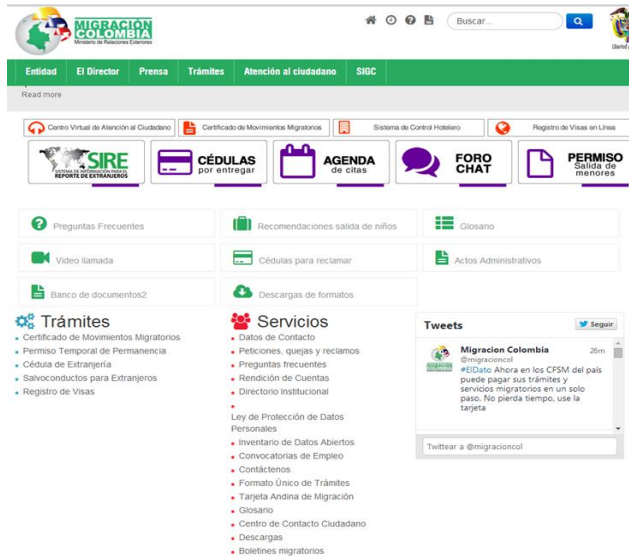 MIGRACIÓN
COLOMBIA
Ministerio de Relaciones Exteriores
Buscar...
Entidad El Director Prensa Trámites Atención al ciudadano SIGC
Read more
Centro Virtual de Atención al Ciudadano Certificado de Movimientos Migratorios Sistema de Control Hotelero Registro de Visas en Línea
SIRE
SISTEMA DE INFORMACIÓN PARA EL
REPORTE DE EXTRANJEROS
CÉDULAS
por entregar
AGENDA
de citas
FORO
CHAT
PERMISO
Salida de
menores
Preguntas Frecuentes Recomendaciones salida de niños Glosario
Video llamada Cédulas para reclamar Actos Administrativos
Banco de documentos2 Descargas de formatos
Trámites
Certificado de Movimientos Migratorios
Permiso Temporal de Permanencia
Cédula de Extranjería
Salvoconductos para Extranjeros
Registro de Visas
Servicios
Datos de Contacto
Peticiones, quejas y reclamos
Preguntas frecuentes
Rendición de Cuentas
Directorio Institucional
Ley de Protección de Datos
Personales
Inventario de Datos Abiertos
Convocatorias de Empleo
Contáctenos
Formato Único de Trámites
Tarjeta Andina de Migración
Glosario
Centro de Contacto Ciudadano
Descargas
Boletines migratorios
Tweets Seguir
Migracion Colombia 26m
@migracioncol
#ElDato Ahora en los CFSM del país
puede pagar sus trámites y
servicios migratorios en un solo
paso. No pierda tiempo, use la
tarjeta
Twittear a @migracioncol